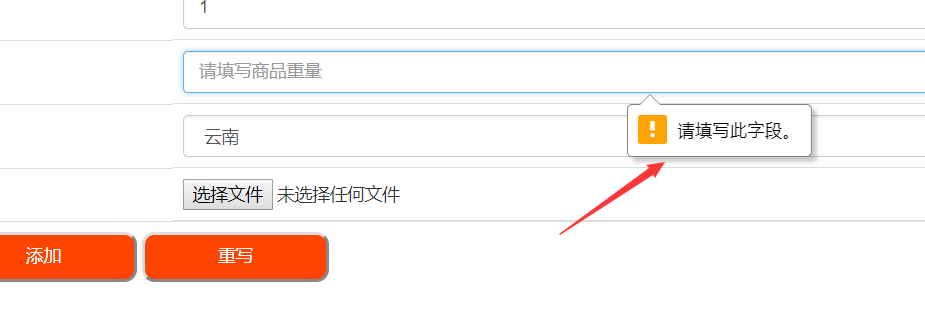 1
请填写商品重量
请填写此字段。
云南
选择文件 未选择任何文件
添加 重写